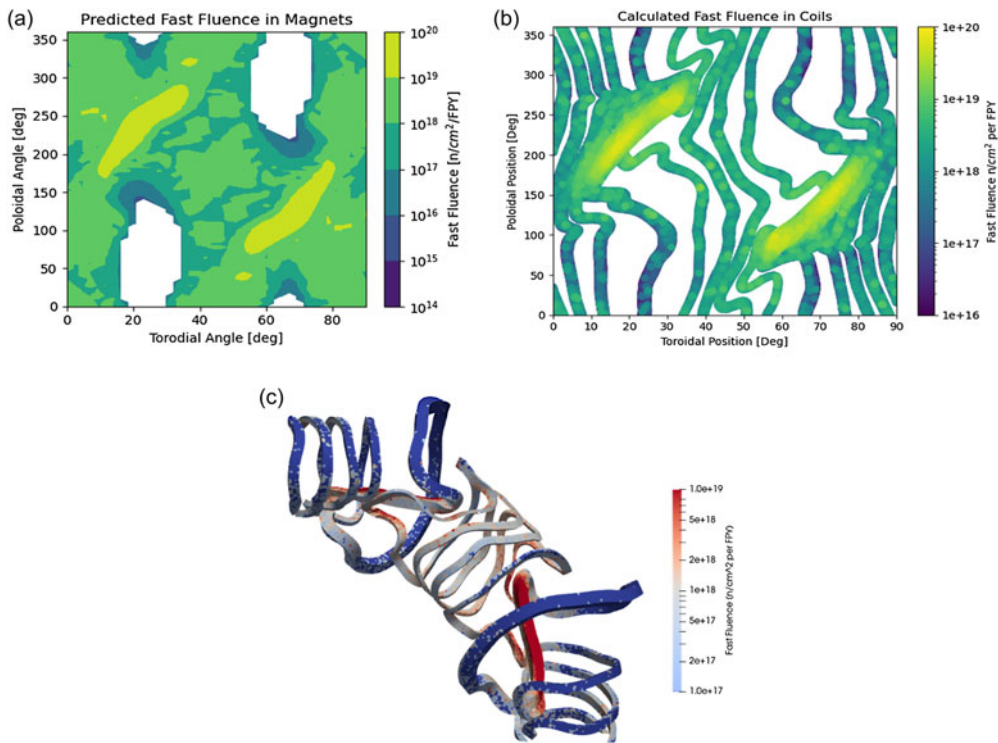 (a)
Predicted Fast Fluence in Magnets
350
300
250
200
150
100
50
0
Poloidal Angle [deg]
0 20 40 60 80
Torodial Angle [deg]
10^20
10^19
10^18
10^17
10^16
10^15
10^14
Fast Fluence [n/cm²/FPY]
(b)
Calculated Fast Fluence in Coils
350
300
250
200
150
100
50
0
Poloidal Position [Deg]
0 10 20 30 40 50 60 70 80 90
Toroidal Position [Deg]
1e+20
1e+19
1e+18
1e+17
1e+16
Fast Fluence n/cm² per FPY
(c)
1.0e+19
5e+18
2e+18
1e+18
5e+17
2e+17
1.0e+17
Fast Fluence (n/cm^2 per FPY)